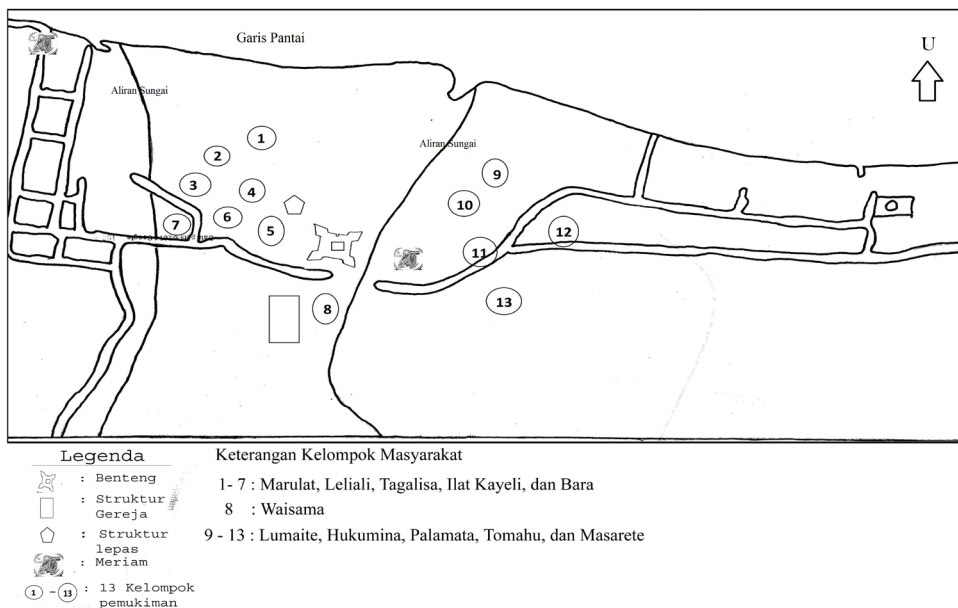 Garis Pantai
U
Aliran Sungai
Aliran Sungai
1
2
9
3
4
10
6
7
5
12
11
13
8
Legenda
: Benteng
: Struktur
Gereja
: Struktur
lepas
: Meriam
1 - 13 : 13 Kelompok
pemukiman
Keterangan Kelompok Masyarakat
1- 7 : Marulat, Leliali, Tagalisa, Ilat Kayeli, dan Bara
8 : Waisama
9 - 13 : Lumaite, Hukumina, Palamata, Tomahu, dan Masarete